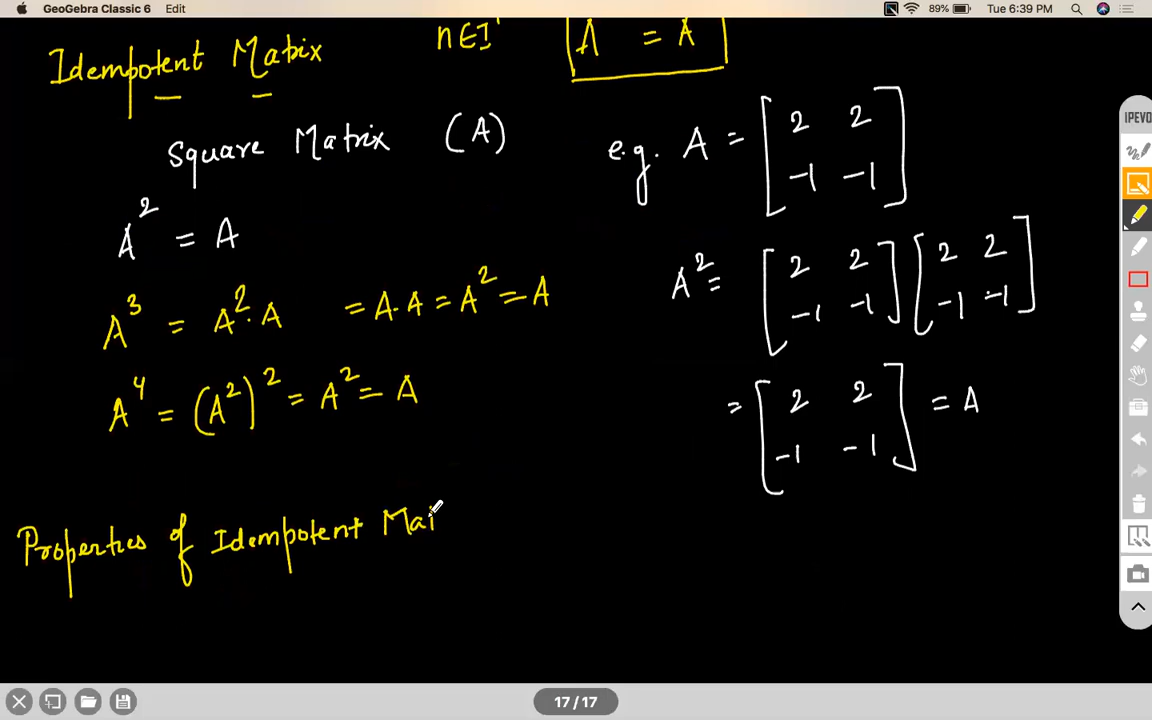 GeoGebra Classic 6 Edit 89% Tue 6:39 PM
Idempotent Matrix n∈I⁺ Aⁿ = A
Square Matrix (A)
e.g. A = [2 2
-1 -1]
A² = A
A² = [2 2 [2 2
-1 -1] -1 -1]
A³ = A². A = A. A = A² = A
A⁴ = (A²)² = A² = A
= [2 2
-1 -1] = A
Properties of Idempotent Mat
17 / 17
IPEVO